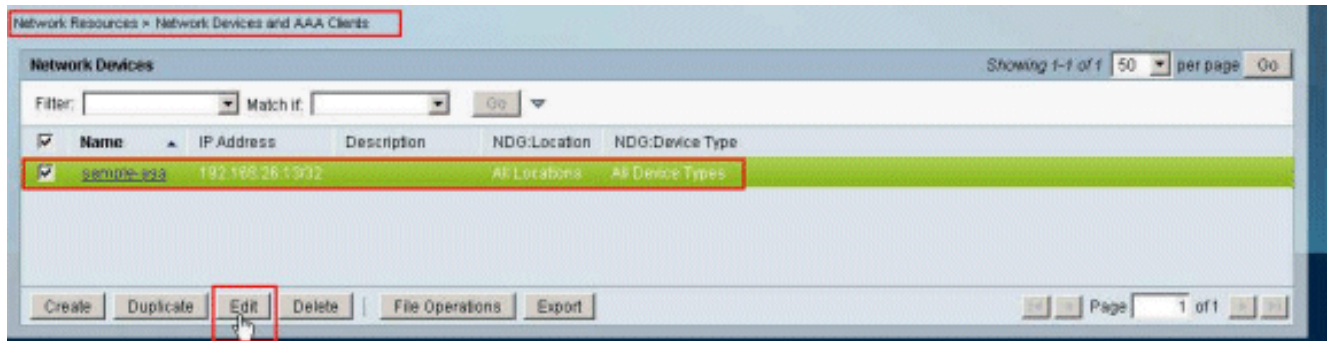 Network Resources > Network Devices and AAA Clients
Network Devices Showing 1-1 of 1 50 per page Go
Filter: Match if: Go
Name IP Address Description NDG:Location NDG:Device Type
sample-asa 192.168.26.13/32 All Locations All Device Types
Create Duplicate Edit Delete | File Operations Export Page 1 of 1